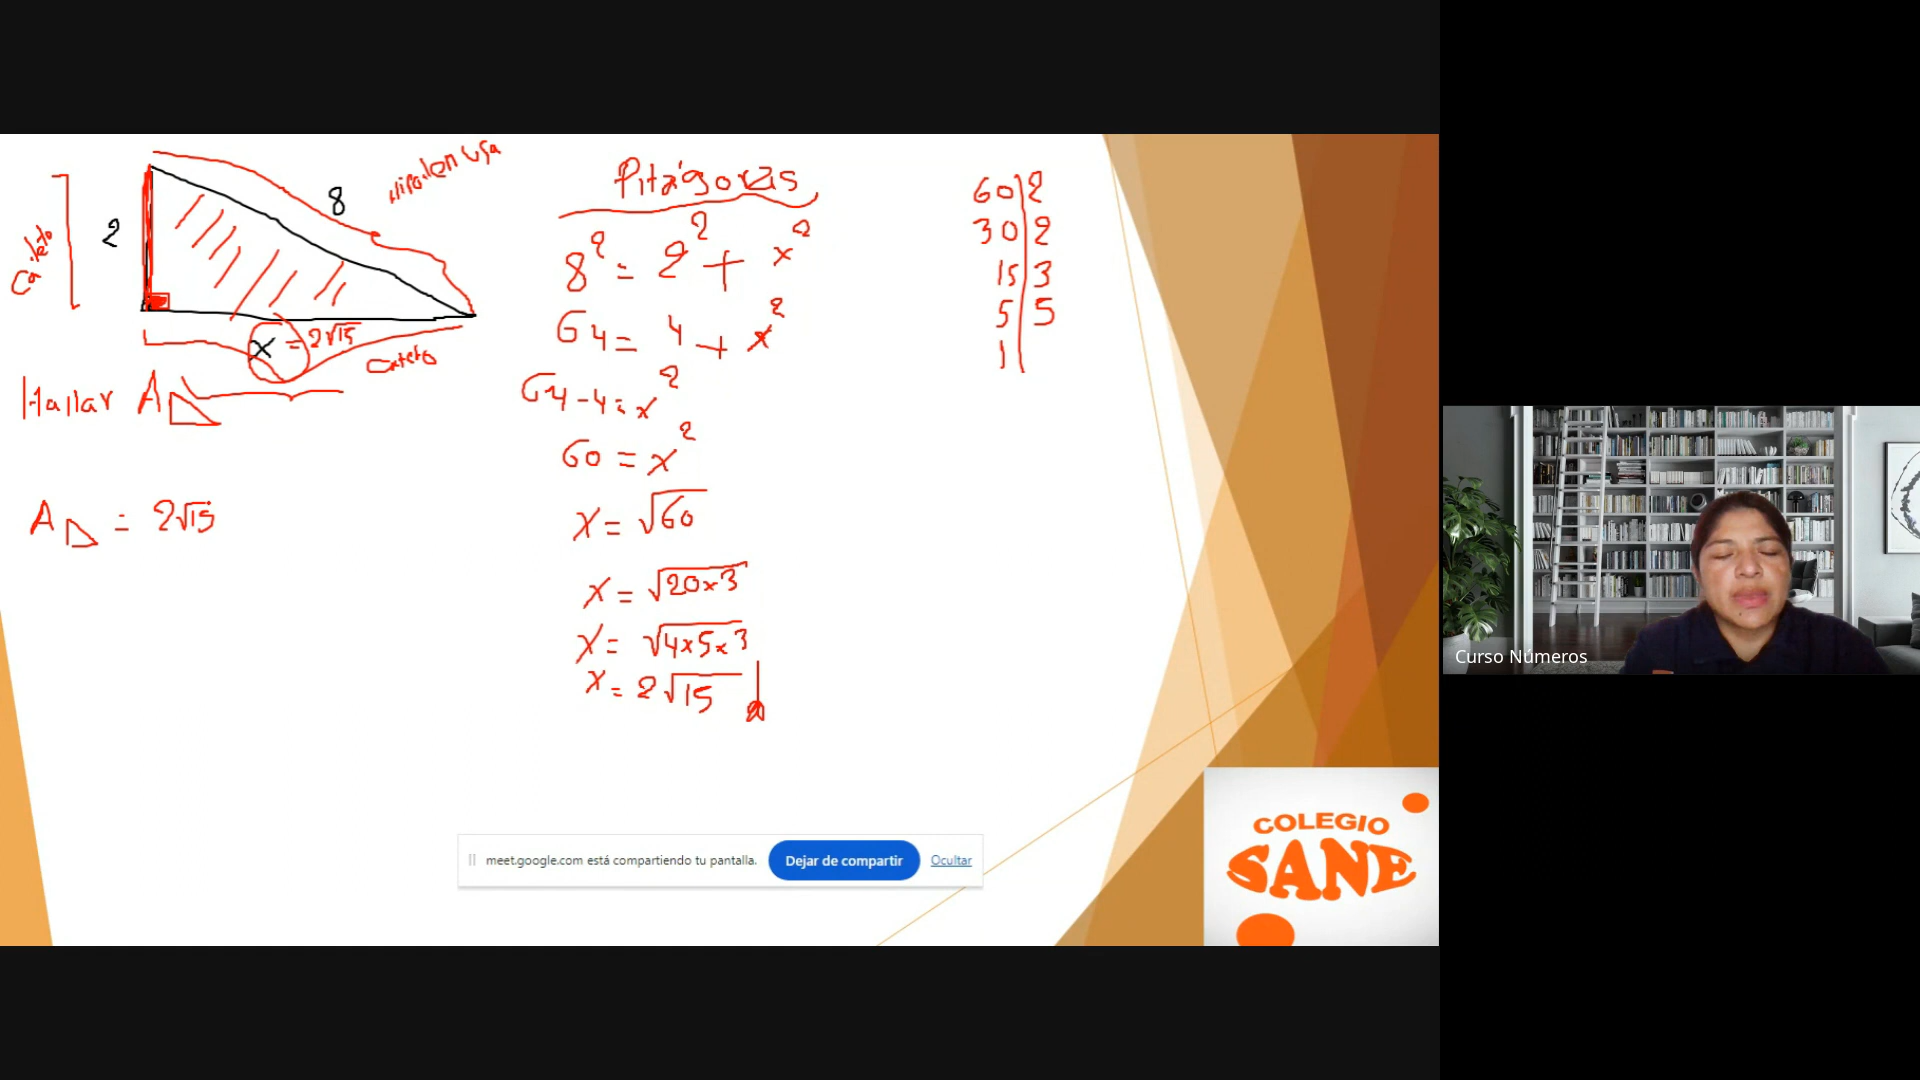 2
8
Hipotenusa
Cateto
x = 2√15
Cateto
Hallar A
A = 2√15
Pitágoras
8² = 2² + x²
64 = 4 + x²
64 - 4 = x²
60 = x²
x = √60
x = √20x3
x = √4x5x3
x = 2√15
60 | 2
30 | 2
15 | 3
5 | 5
1 |
meet.google.com está compartiendo tu pantalla.
Dejar de compartir
Ocultar
COLEGIO
SANE
Curso Números